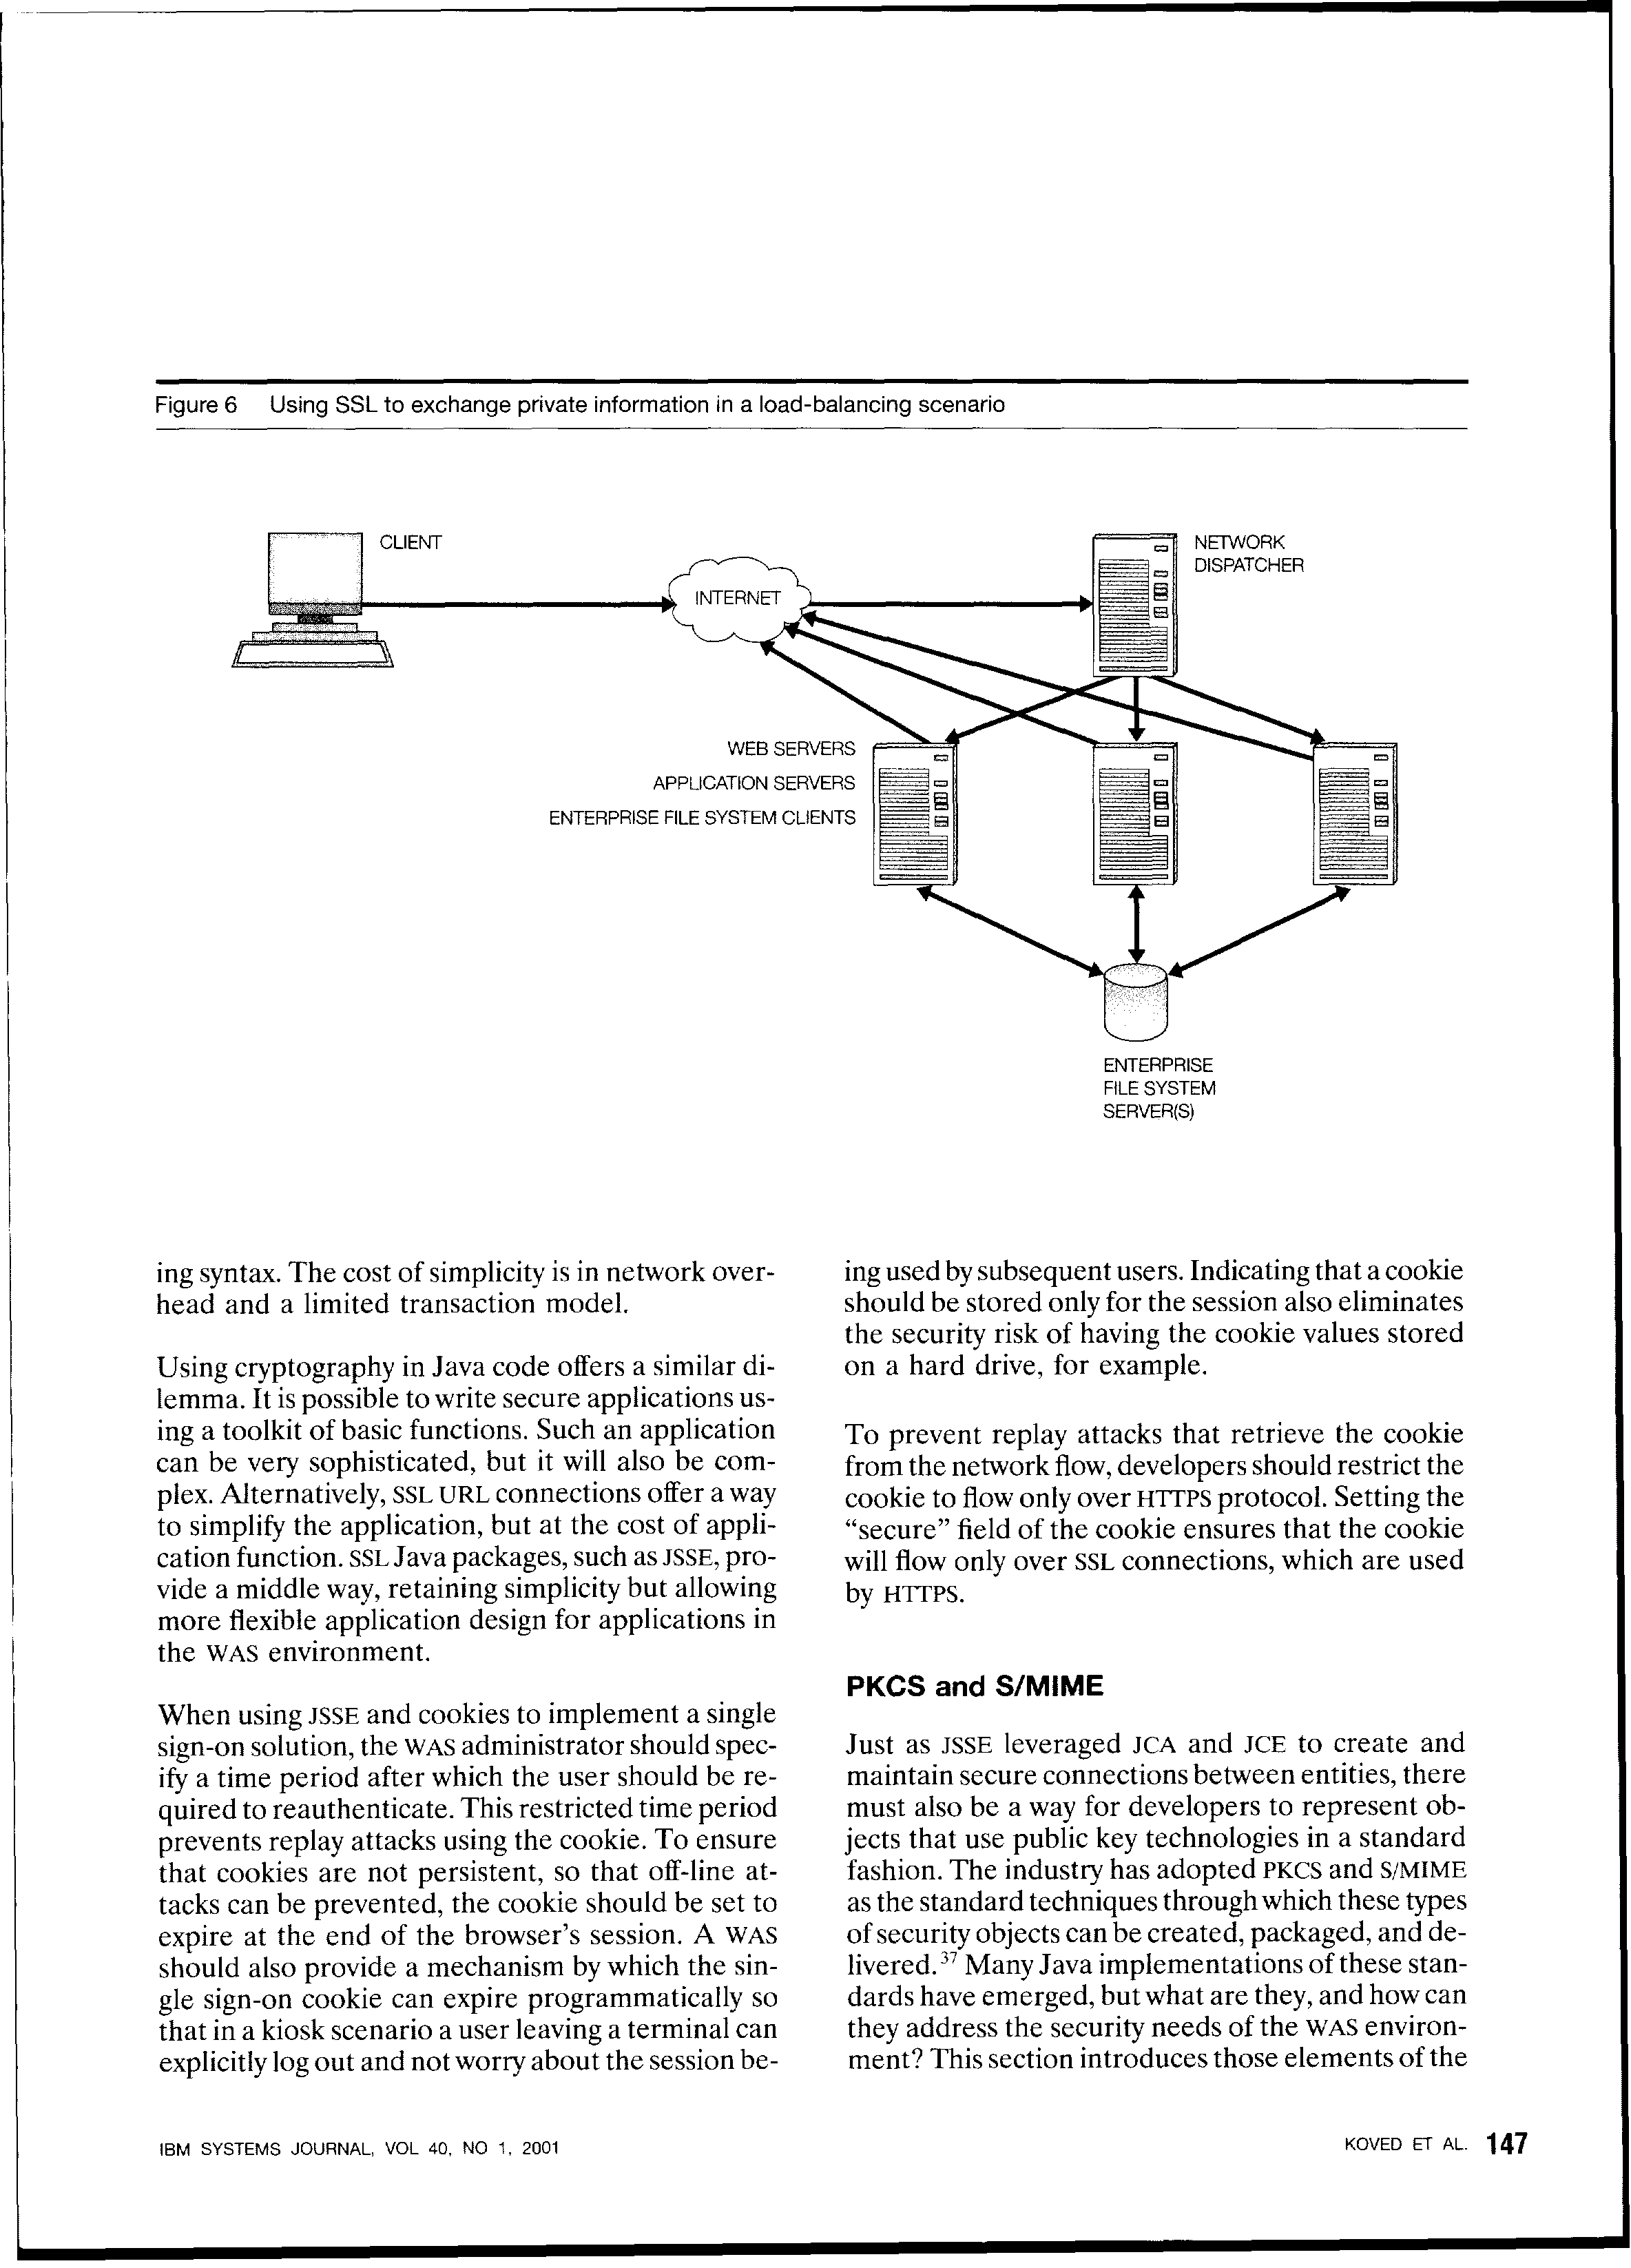 Figure 6 Using SSL to exchange private information in a load-balancing scenario
CLIENT
INTERNET
NETWORK
DISPATCHER
WEB SERVERS
APPLICATION SERVERS
ENTERPRISE FILE SYSTEM CLIENTS
ENTERPRISE
FILE SYSTEM
SERVER(S)
ing syntax. The cost of simplicity is in network over-
head and a limited transaction model.
Using cryptography in Java code offers a similar di-
lemma. It is possible to write secure applications us-
ing a toolkit of basic functions. Such an application
can be very sophisticated, but it will also be com-
plex. Alternatively, SSL URL connections offer a way
to simplify the application, but at the cost of appli-
cation function. SSL Java packages, such as JSSE, pro-
vide a middle way, retaining simplicity but allowing
more flexible application design for applications in
the WAS environment.
When using JSSE and cookies to implement a single
sign-on solution, the WAS administrator should spec-
ify a time period after which the user should be re-
quired to reauthenticate. This restricted time period
prevents replay attacks using the cookie. To ensure
that cookies are not persistent, so that off-line at-
tacks can be prevented, the cookie should be set to
expire at the end of the browser's session. A WAS
should also provide a mechanism by which the sin-
gle sign-on cookie can expire programmatically so
that in a kiosk scenario a user leaving a terminal can
explicitly log out and not worry about the session be-
ing used by subsequent users. Indicating that a cookie
should be stored only for the session also eliminates
the security risk of having the cookie values stored
on a hard drive, for example.
To prevent replay attacks that retrieve the cookie
from the network flow, developers should restrict the
cookie to flow only over HTTPS protocol. Setting the
"secure" field of the cookie ensures that the cookie
will flow only over SSL connections, which are used
by HTTPS.
PKCS and S/MIME
Just as JSSE leveraged JCA and JCE to create and
maintain secure connections between entities, there
must also be a way for developers to represent ob-
jects that use public key technologies in a standard
fashion. The industry has adopted PKCS and S/MIME
as the standard techniques through which these types
of security objects can be created, packaged, and de-
livered.37 Many Java implementations of these stan-
dards have emerged, but what are they, and how can
they address the security needs of the WAS environ-
ment? This section introduces those elements of the
IBM SYSTEMS JOURNAL, VOL 40, NO 1, 2001
KOVED ET AL. 147